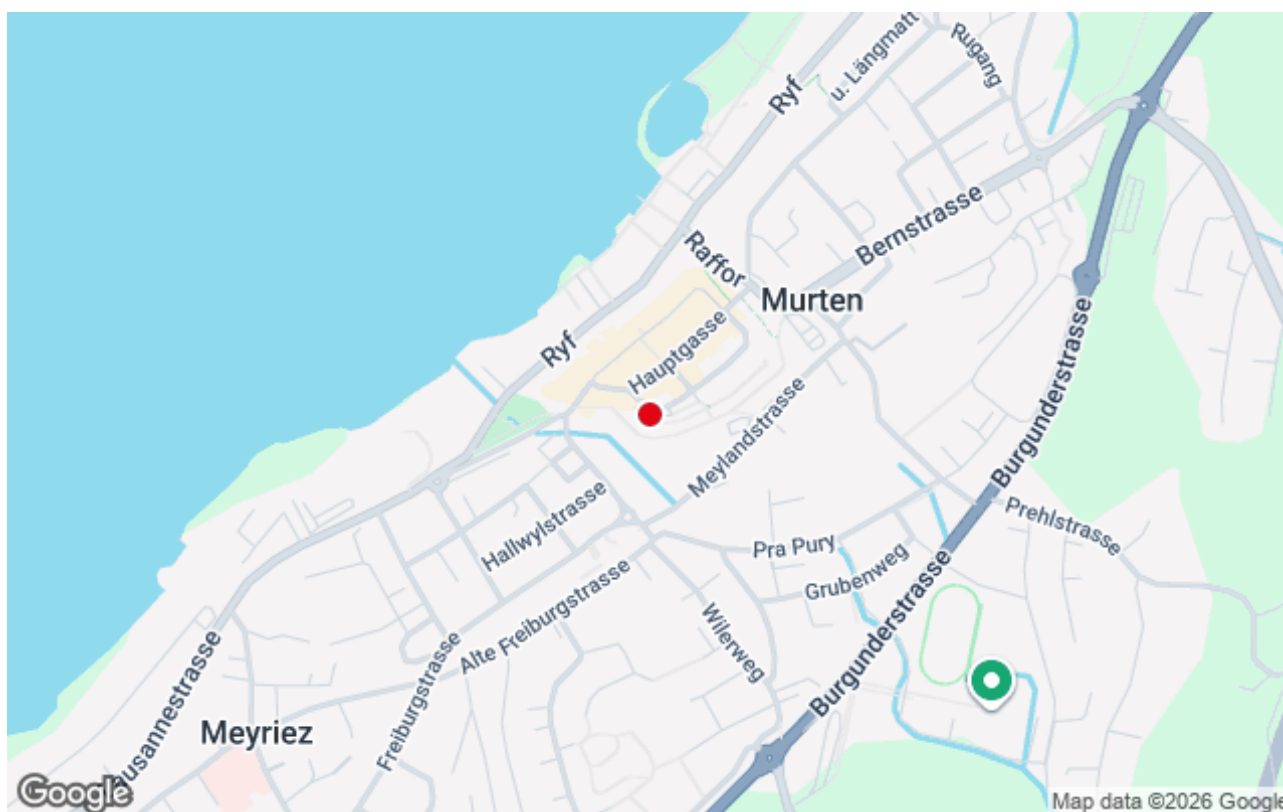 Ryf
u. Längmatt
Rugang
Bernstrasse
Raffor
Murten
Burgunderstrasse
Ryf
Hauptgasse
Meylandstrasse
Prehlstrasse
Hallwylstrasse
Pra Pury
Grubenweg
Alte Freiburgstrasse
Wilerweg
Burgunderstrasse
Freiburgstrasse
usannestrasse
Meyriez
Google
Map data ©2026 Google